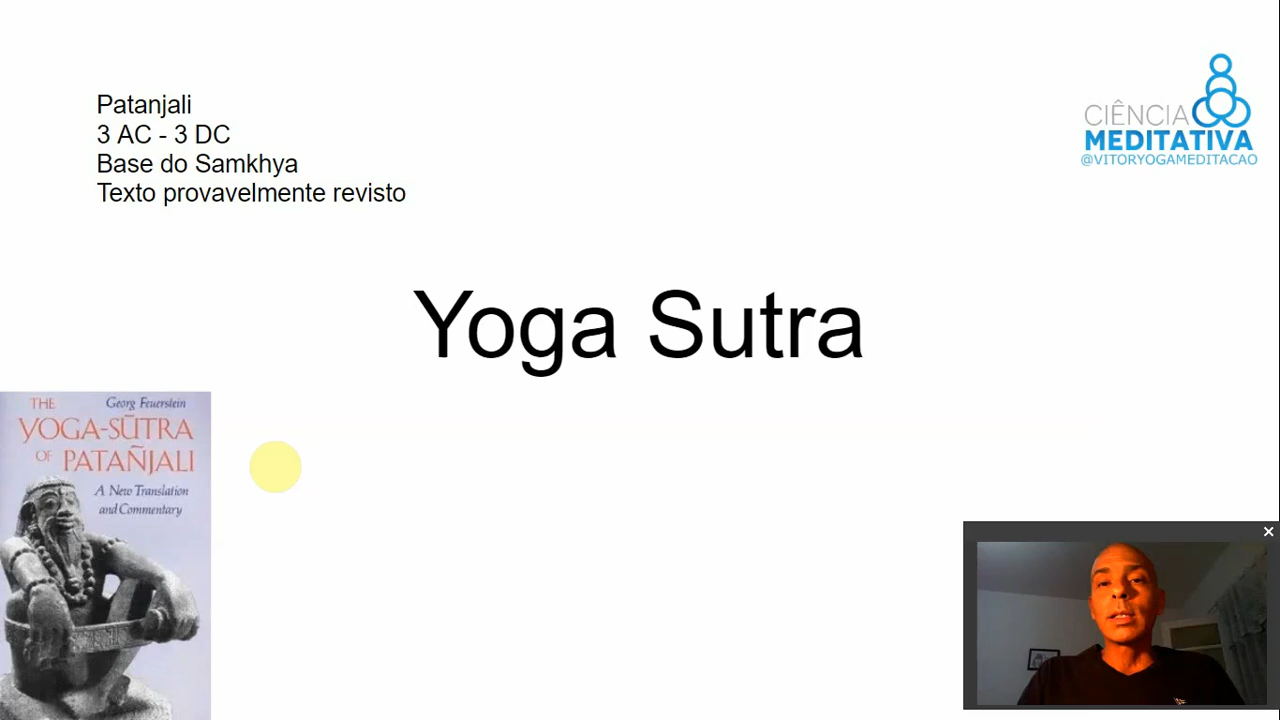 Patanjali
3 AC - 3 DC
Base do Samkhya
Texto provavelmente revisto
CIÊNCIA
MEDITATIVA
@VITORYOGAMEDITACAO
Yoga Sutra
THE Georg Feuerstein
YOGA-SŪTRA
OF PATAÑJALI
A New Translation
and Commentary